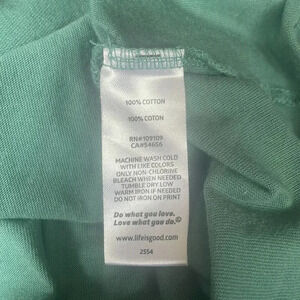 100% COTTON
100% COTON
RN#109109
CA#54656
MACHINE WASH COLD
WITH LIKE COLORS
ONLY NON-CHLORINE
BLEACH WHEN NEEDED
TUMBLE DRY LOW
WARM IRON IF NEEDED
DO NOT IRON ON PRINT
Do what you love.
Love what you do.©
www.lifeisgood.com
2554